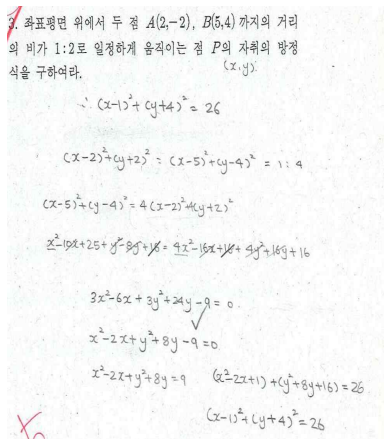 3. 좌표평면 위에서 두 점 A(2,-2), B(5,4) 까지의 거리
의 비가 1:2로 일정하게 움직이는 점 P의 자취의 방정
식을 구하여라.
(x,y)
∴ (x-1)²+(y+4)²=26
(x-2)²+(y+2)² : (x-5)²+(y-4)² = 1:4
(x-5)²+(y-4)²=4(x-2)²+4(y+2)²
x²-10x+25+y²-8y+16=4x²-16x+16+4y²+16y+16
3x²-6x+3y²+24y-9=0
x²-2x+y²+8y-9=0
x²-2x+y²+8y=9 (x²-2x+1)+(y²+8y+16)=26
(x-1)²+(y+4)²=26